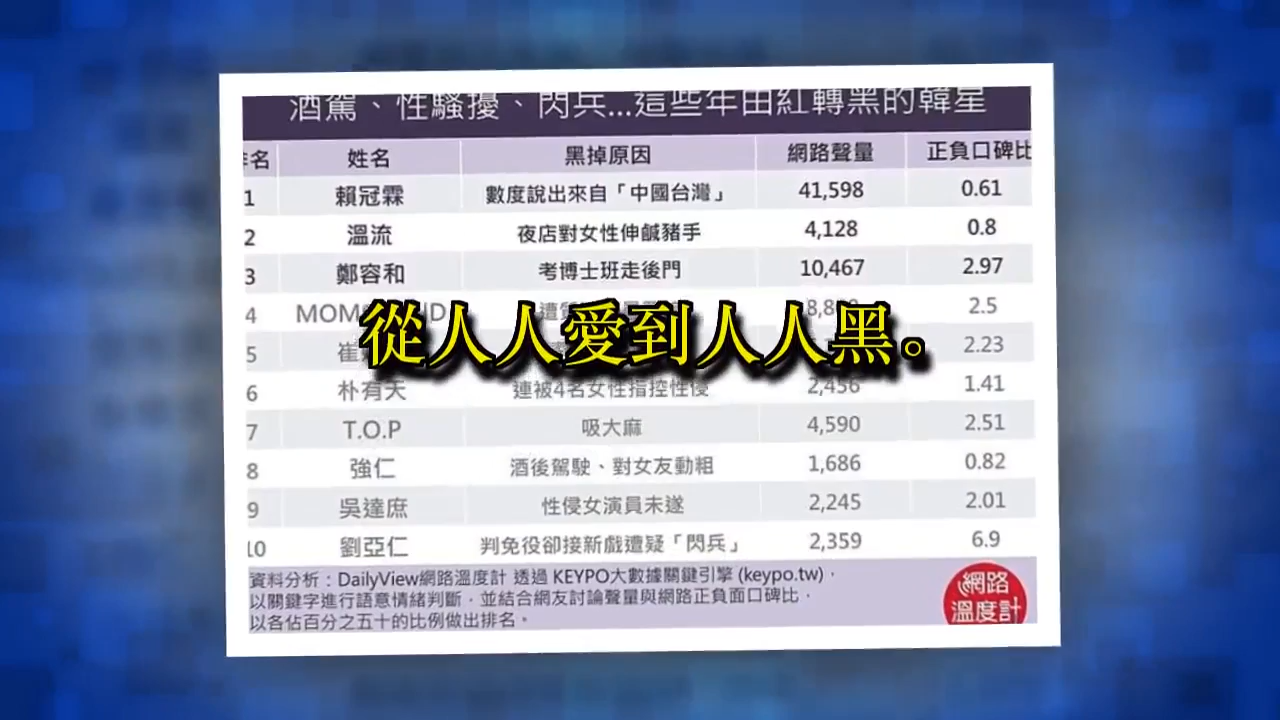 酒駕、性騷擾、閃兵...這些年由紅轉黑的韓星
排名 姓名 黑掉原因 網路聲量 正負口碑比
1 賴冠霖 數度說出來自「中國台灣」 41,598 0.61
2 溫流 夜店對女性伸鹹豬手 4,128 0.8
3 鄭容和 考博士班走後門 10,467 2.97
4 2.5
從人人愛到人人黑。
5 崔 2.23
6 朴有天 連被4名女性指控性侵 2,456 1.41
7 T.O.P 吸大麻 4,590 2.51
8 強仁 酒後駕駛、對女友動粗 1,686 0.82
9 吳達庶 性侵女演員未遂 2,245 2.01
10 劉亞仁 判免役卻接新戲遭疑「閃兵」 2,359 6.9
資料分析：DailyView網路溫度計 透過 KEYPO大數據關鍵引擎 (keypo.tw)，
以關鍵字進行語意情緒判斷，並結合網友討論聲量與網路正負面口碑比，
以各佔百分之五十的比例做出排名。
網路
溫度計